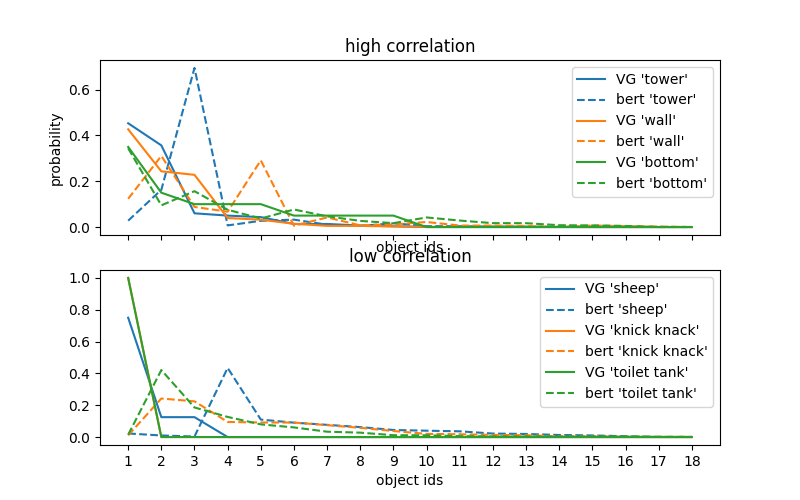 high correlation
probability
0.6
0.4
0.2
0.0
VG 'tower'
bert 'tower'
VG 'wall'
bert 'wall'
VG 'bottom'
bert 'bottom'
object ids
low correlation
1.0
0.8
0.6
0.4
0.2
0.0
VG 'sheep'
bert 'sheep'
VG 'knick knack'
bert 'knick knack'
VG 'toilet tank'
bert 'toilet tank'
1 2 3 4 5 6 7 8 9 10 11 12 13 14 15 16 17 18
object ids